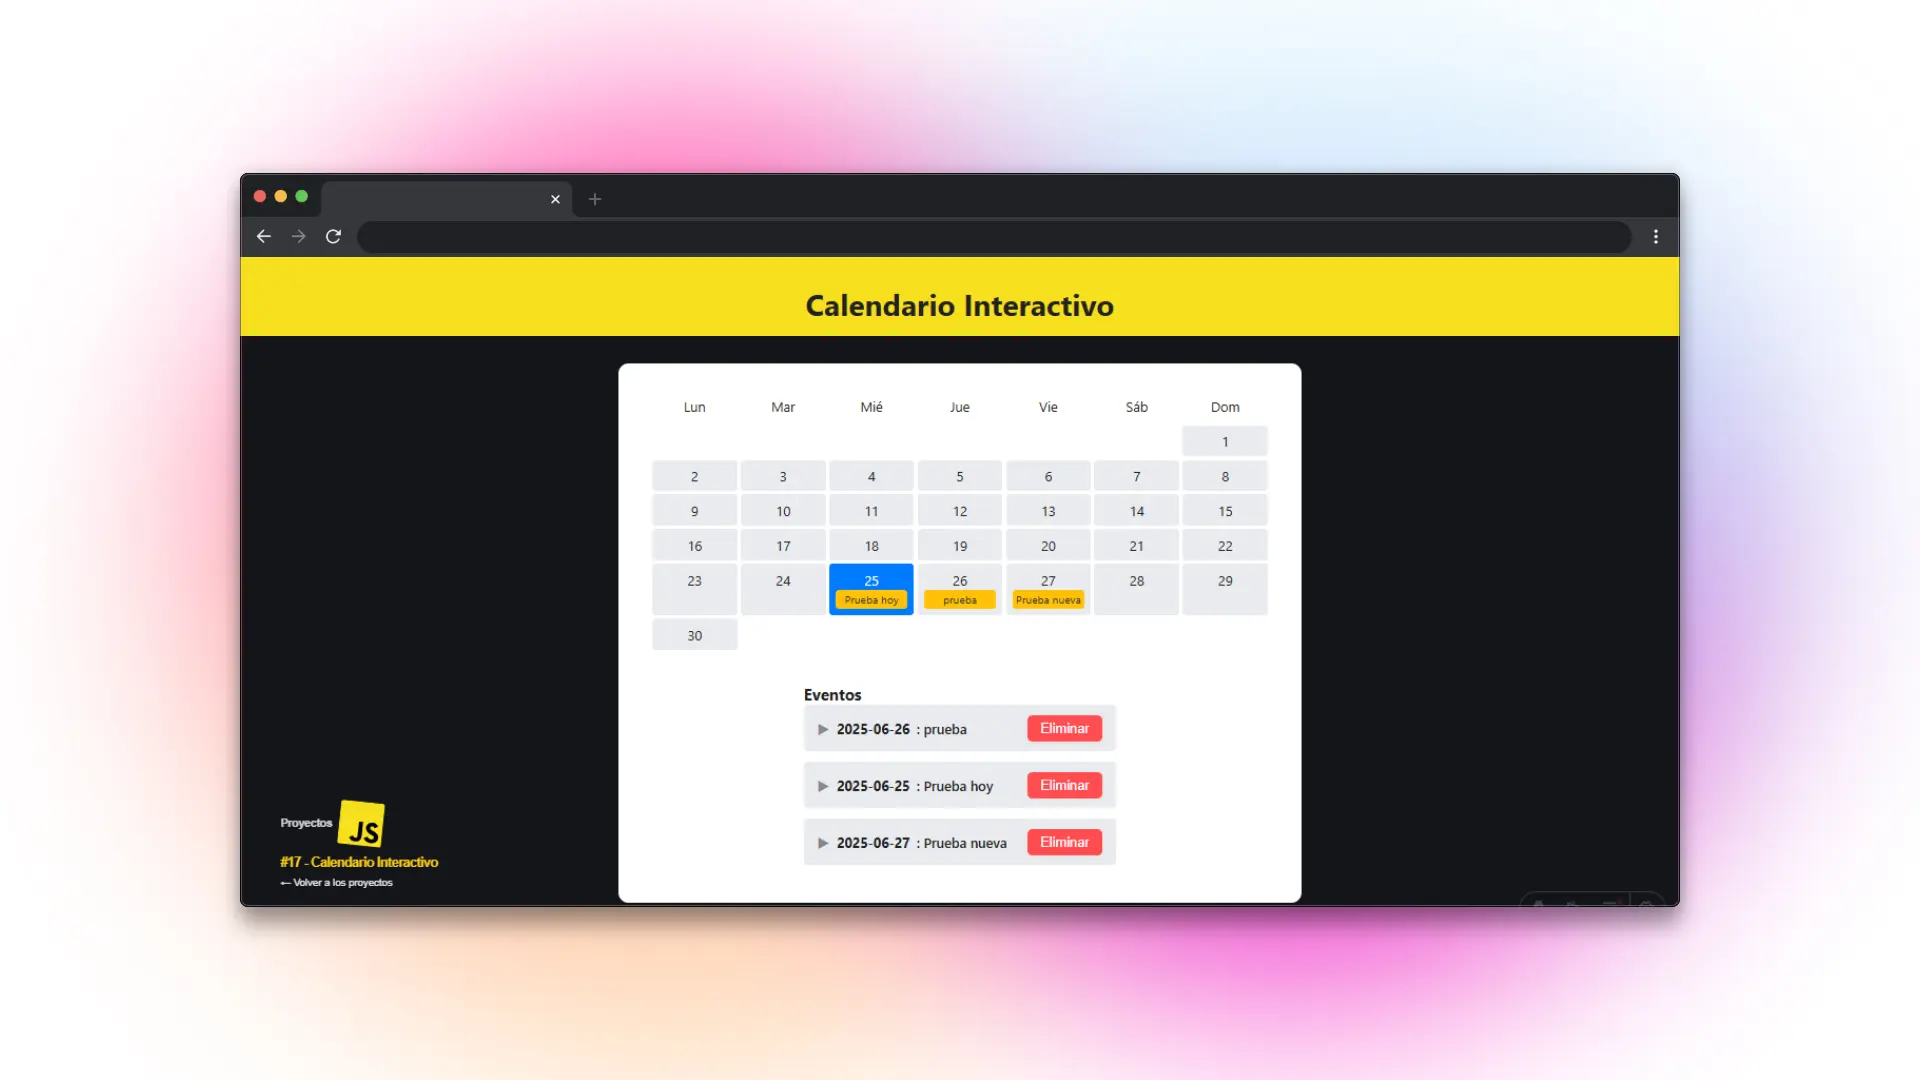 Calendario Interactivo
Lun Mar Mié Jue Vie Sáb Dom
1
2 3 4 5 6 7 8
9 10 11 12 13 14 15
16 17 18 19 20 21 22
23 24 25 26 27 28 29
Prueba hoy prueba Prueba nueva
30
Eventos
▶ 2025-06-26 : prueba Eliminar
▶ 2025-06-25 : Prueba hoy Eliminar
▶ 2025-06-27 : Prueba nueva Eliminar
Proyectos JS
#17 - Calendario Interactivo
← Volver a los proyectos